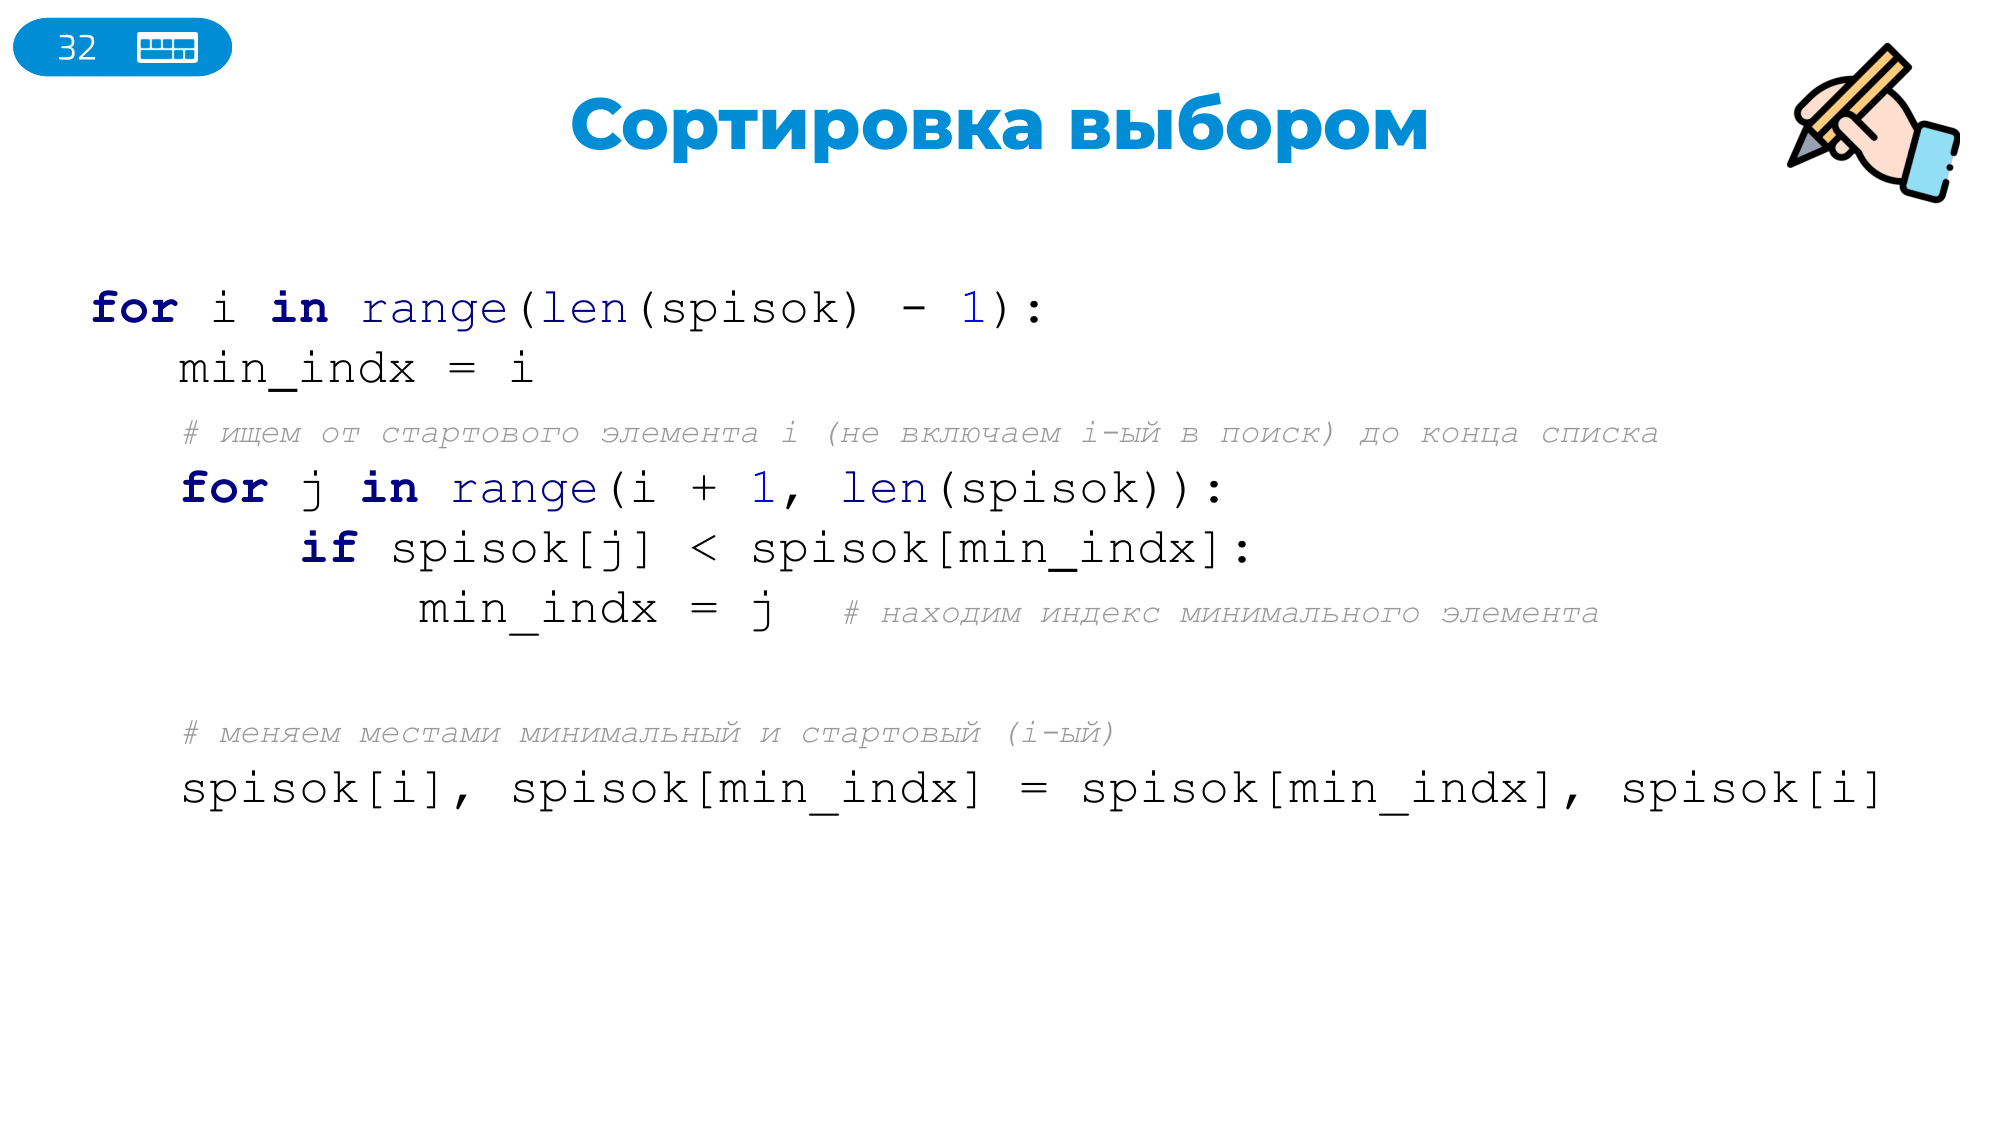 32
Сортировка выбором
for i in range(len(spisok) - 1):
min_indx = i
# ищем от стартового элемента i (не включаем i-ый в поиск) до конца списка
for j in range(i + 1, len(spisok)):
if spisok[j] < spisok[min_indx]:
min_indx = j # находим индекс минимального элемента
# меняем местами минимальный и стартовый (i-ый)
spisok[i], spisok[min_indx] = spisok[min_indx], spisok[i]